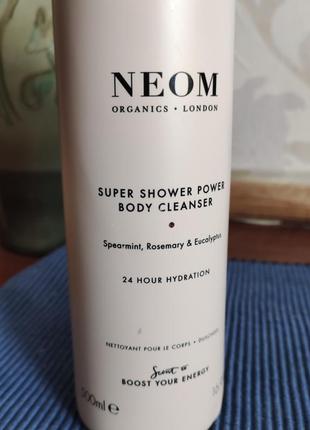 NEOM
ORGANICS • LONDON
SUPER SHOWER POWER
BODY CLEANSER
Spearmint, Rosemary & Eucalyptus
24 HOUR HYDRATION
NETTOYANT POUR LE CORPS •
Scent to
BOOST YOUR ENERGY
500ml e